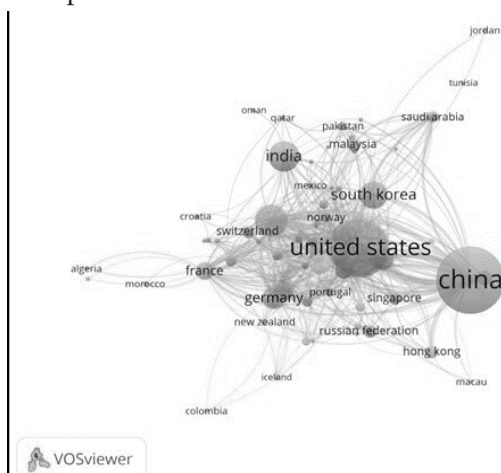 jordan
tunisia
oman
qatar
saudi arabia
pakistan
malaysia
india
mexico
south korea
croatia
norway
switzerland
united states
algeria
france
morocco
china
germany
portugal
singapore
new zealand
russian federation
hong kong
iceland
macau
colombia
VOSviewer